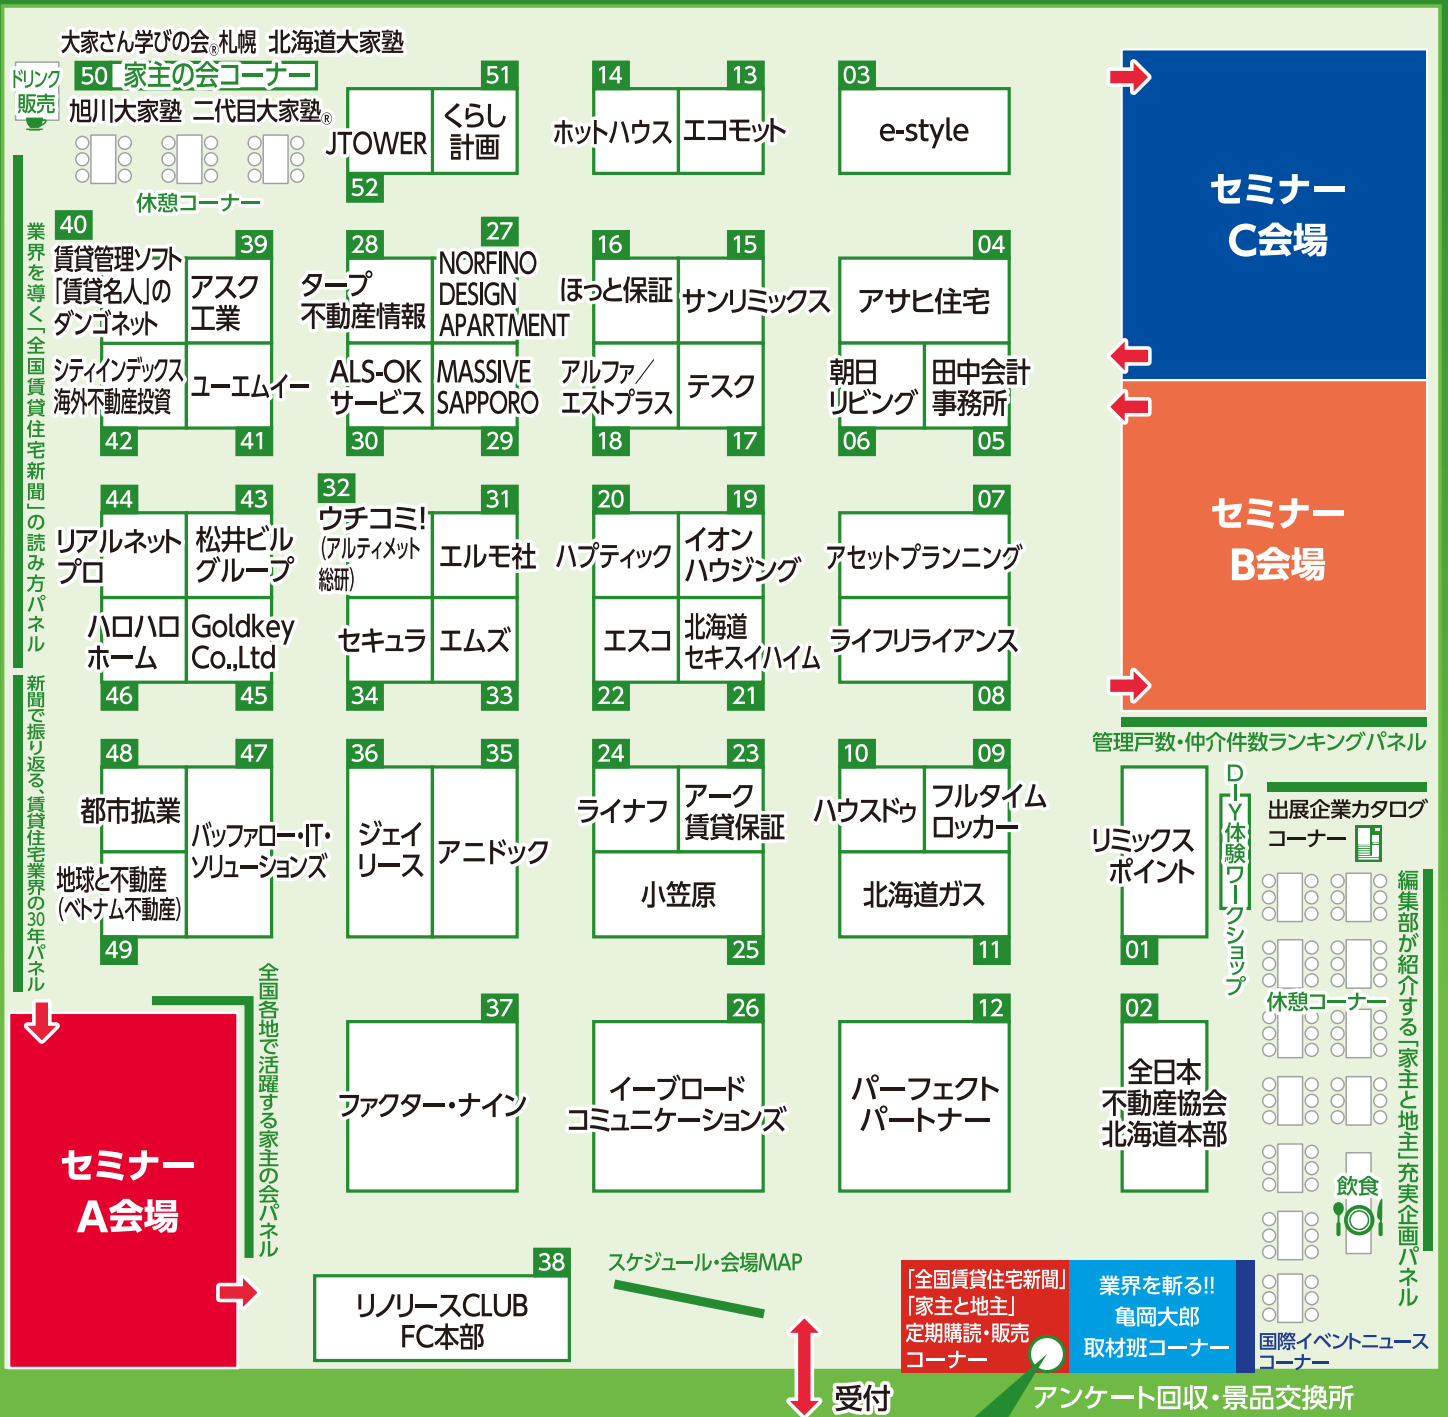 大家さん学びの会®札幌 北海道大家塾
ドリンク
販売
50 家主の会コーナー
旭川大家塾 二代目大家塾®
休憩コーナー
51
くらし
計画
JTOWER
52
14
ホットハウス
13
エコモット
03
e-style
セミナー
C会場
業界を導く「全国賃貸住宅新聞」の読み方パネル
40
賃貸管理ソフト
「賃貸名人」の
ダンゴネット
39
アスク
工業
シティインデックス
海外不動産投資
42
ユーエムイー
41
28
タープ
不動産情報
27
NORFINO
DESIGN
APARTMENT
ALS-OK
サービス
30
MASSIVE
SAPPORO
29
16
ほっと保証
15
サンリミックス
アルファ／
エストプラス
18
テスク
17
04
アサヒ住宅
朝日
リビング
06
田中会計
事務所
05
セミナー
B会場
44
リアルネット
プロ
43
松井ビル
グループ
ハロハロ
ホーム
46
Goldkey
Co.,Ltd
45
32
ウチコミ!
(アルティメット
総研)
31
エルモ社
セキュラ
34
エムズ
33
20
ハプティック
19
イオン
ハウジング
エスコ
22
北海道
セキスイハイム
21
07
アセットプランニング
ライフリライアンス
08
新聞で振り返る、賃貸住宅業界の30年パネル
48
都市拡業
47
バッファロー・IT・
ソリューションズ
地球と不動産
(ベトナム不動産)
49
36
ジェイ
リース
35
アニドック
24
ライナフ
23
アーク
賃貸保証
小笠原
25
10
ハウスドゥ
09
フルタイム
ロッカー
北海道ガス
11
管理戸数・仲介件数ランキングパネル
リミックス
ポイント
01
DIY体験ワークショップ
出展企業カタログ
コーナー
休憩コーナー
編集部が紹介する「家主と地主」充実企画パネル
飲食
セミナー
A会場
全国各地で活躍する家主の会パネル
37
ファクター・ナイン
26
イーブロード
コミュニケーションズ
12
パーフェクト
パートナー
02
全日本
不動産協会
北海道本部
38
リノリースCLUB
FC本部
スケジュール・会場MAP
受付
「全国賃貸住宅新聞」
「家主と地主」
定期購読・販売
コーナー
業界を斬る!!
亀岡大郎
取材班コーナー
国際イベントニュース
コーナー
アンケート回収・景品交換所